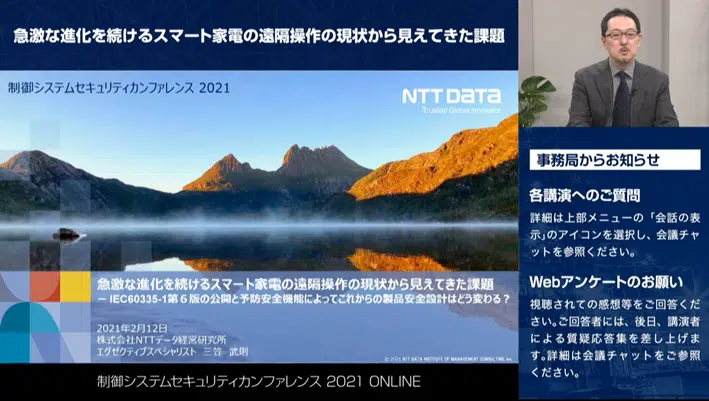 急激な進化を続けるスマート家電の遠隔操作の現状から見えてきた課題
制御システムセキュリティカンファレンス 2021
NTT DATA
Trusted Global Innovator
急激な進化を続けるスマート家電の遠隔操作の現状から見えてきた課題
－ IEC60335-1第６版の公開と予防安全機能によってこれからの製品安全設計はどう変わる？
2021年2月12日
株式会社NTTデータ経営研究所
エグゼクティブスペシャリスト 三笠 武則
© 2021 NTT DATA INSTITUTE OF MANAGEMENT CONSULTING, Inc.
制御システムセキュリティカンファレンス 2021 ONLINE
事務局からお知らせ
各講演へのご質問
詳細は上部メニューの「会話の表
示」のアイコンを選択し、会議チャ
ットを参照ください。
Webアンケートのお願い
視聴されての感想等をご回答くださ
い。ご回答者には、後日、講演者
による質疑応答集を差し上げま
す。詳細は会議チャットをご参照
ください。